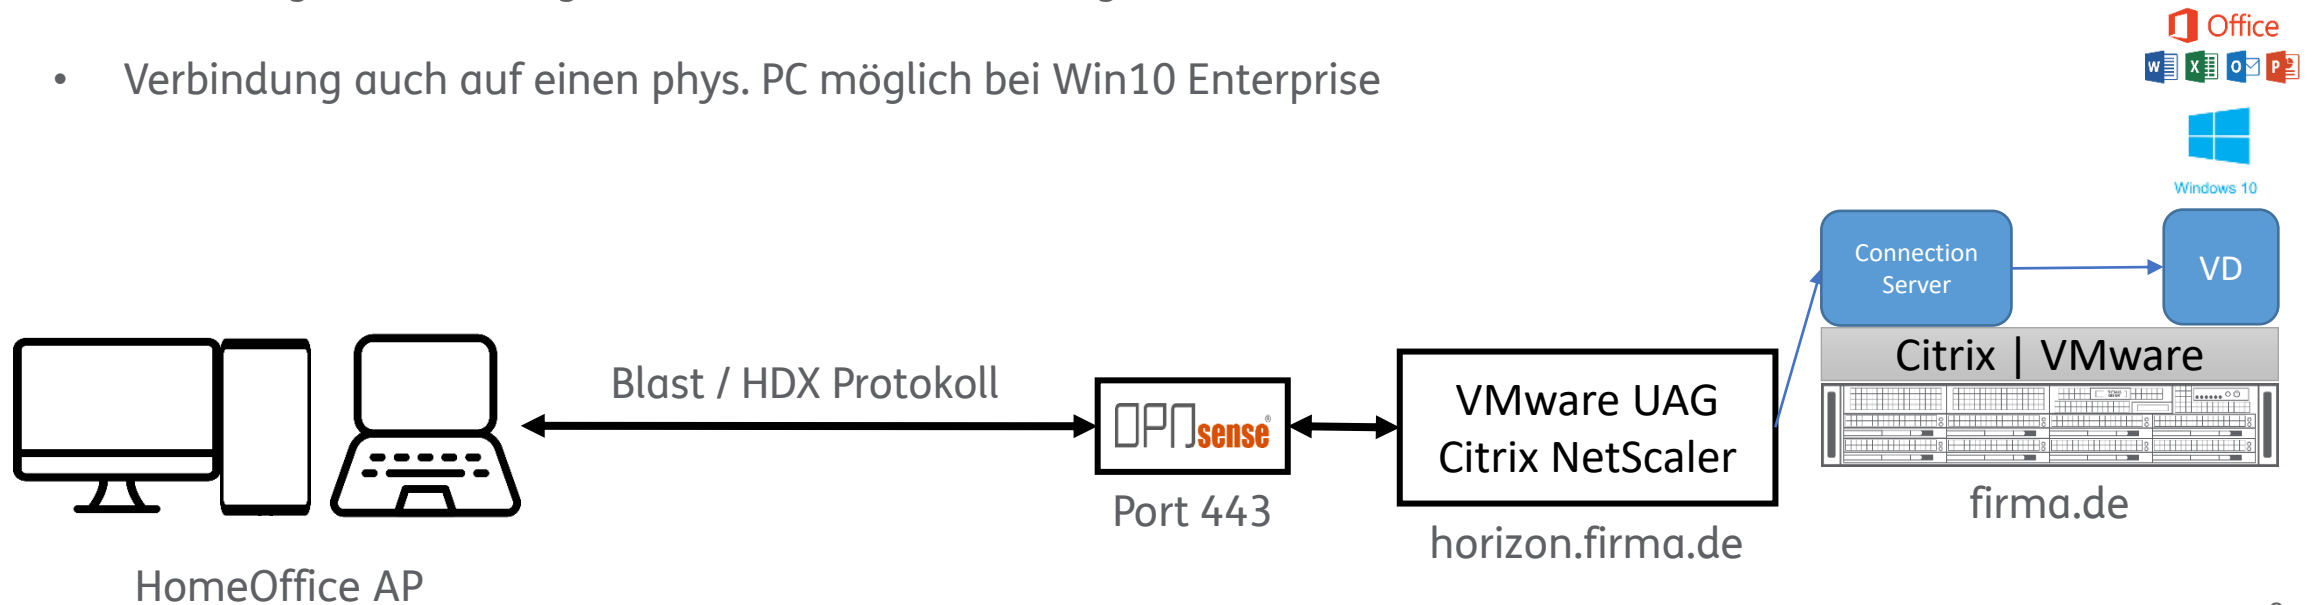 • Verbindung auch auf einen phys. PC möglich bei Win10 Enterprise
Office
Windows 10
Connection
Server
VD
Citrix | VMware
Blast / HDX Protokoll
OPNsense®
VMware UAG
Citrix NetScaler
Port 443
horizon.firma.de
firma.de
HomeOffice AP